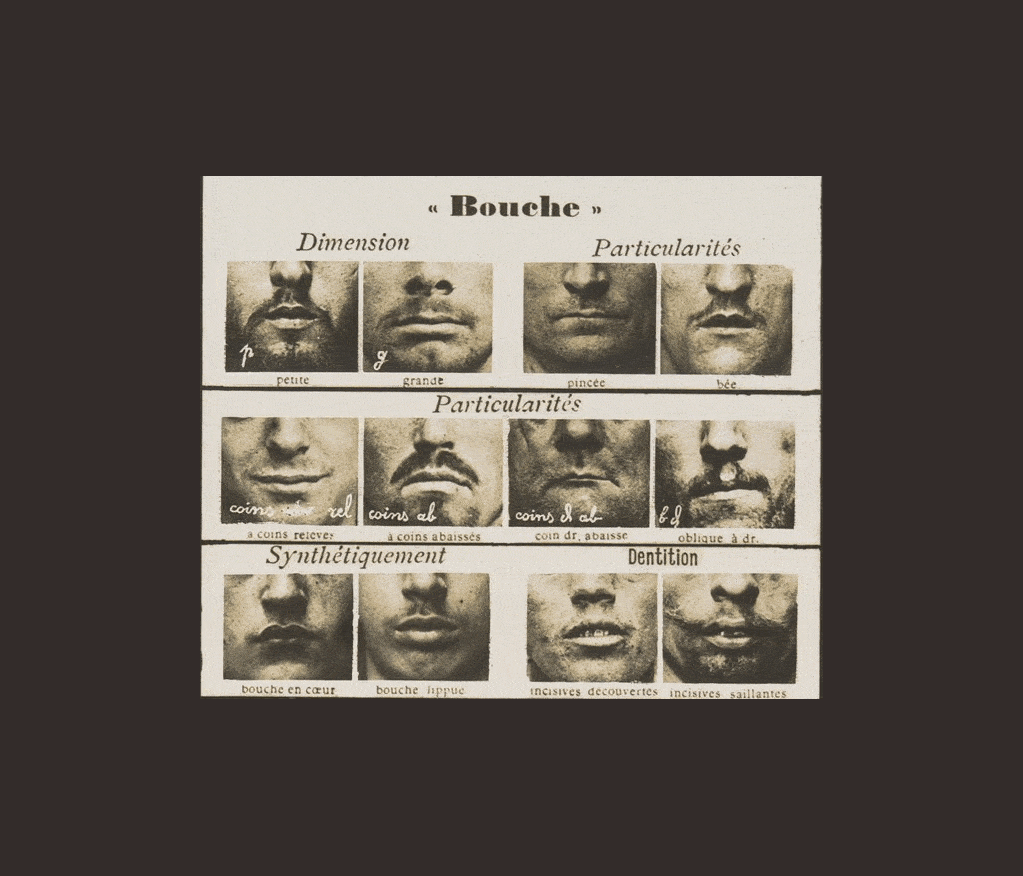 « Bouche »
Dimension Particularités
p g
petite grande pincée bée
Particularités
coins rel coins ab coins d ab b d
à coins relevés à coins abaissés coin dr. abaissé oblique à dr.
Synthétiquement Dentition
bouche en cœur bouche lippue incisives découvertes incisives saillantes